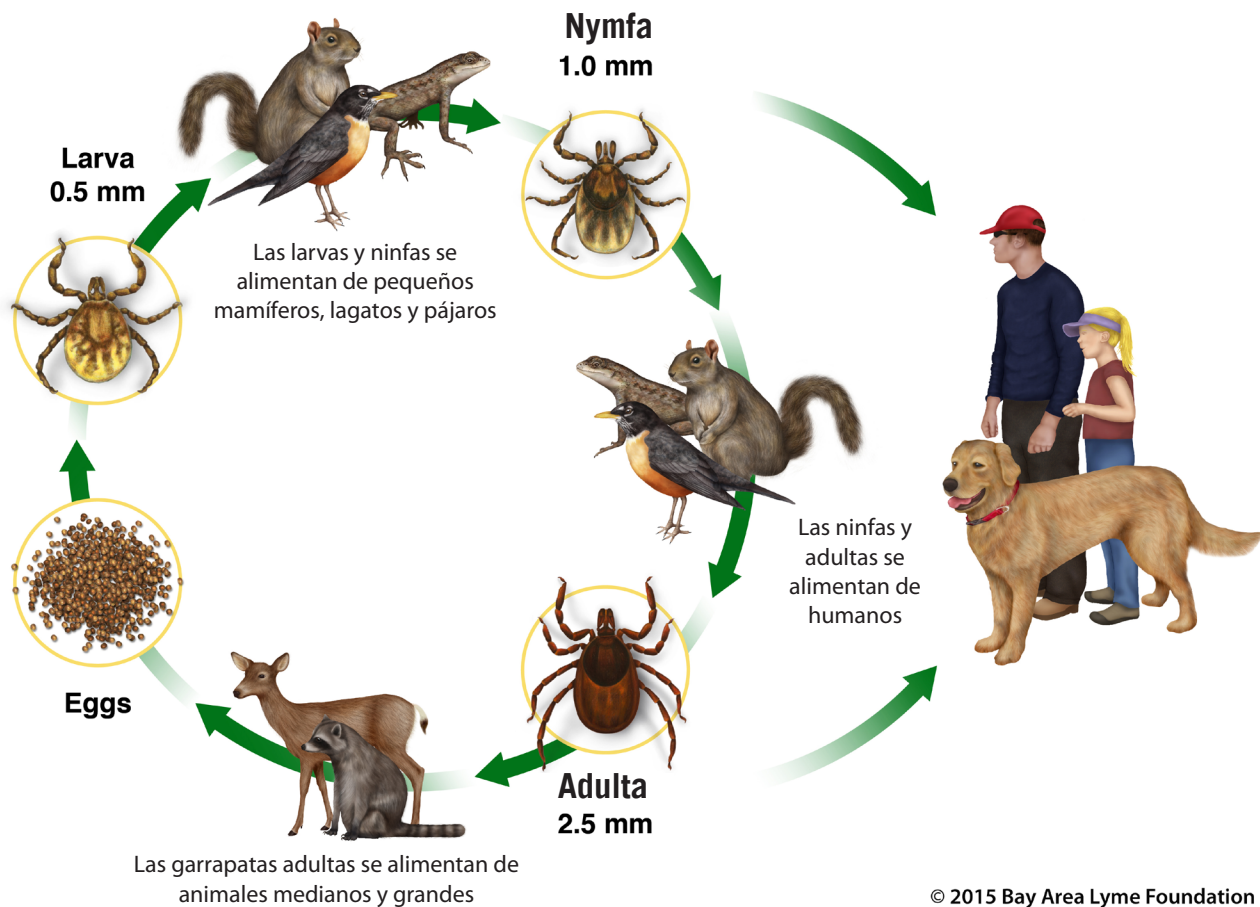 Nymfa
1.0 mm
Larva
0.5 mm
Las larvas y ninfas se
alimentan de pequeños
mamíferos, lagatos y pájaros
Las ninfas y
adultas se
alimentan de
humanos
Eggs
Adulta
2.5 mm
Las garrapatas adultas se alimentan de
animales medianos y grandes
© 2015 Bay Area Lyme Foundation